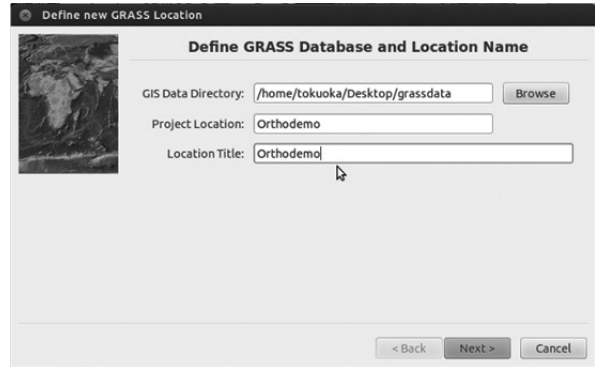 Define new GRASS Location
Define GRASS Database and Location Name
GIS Data Directory: /home/tokuoka/Desktop/grassdata Browse
Project Location: Orthodemo
Location Title: Orthodemo
< Back Next > Cancel